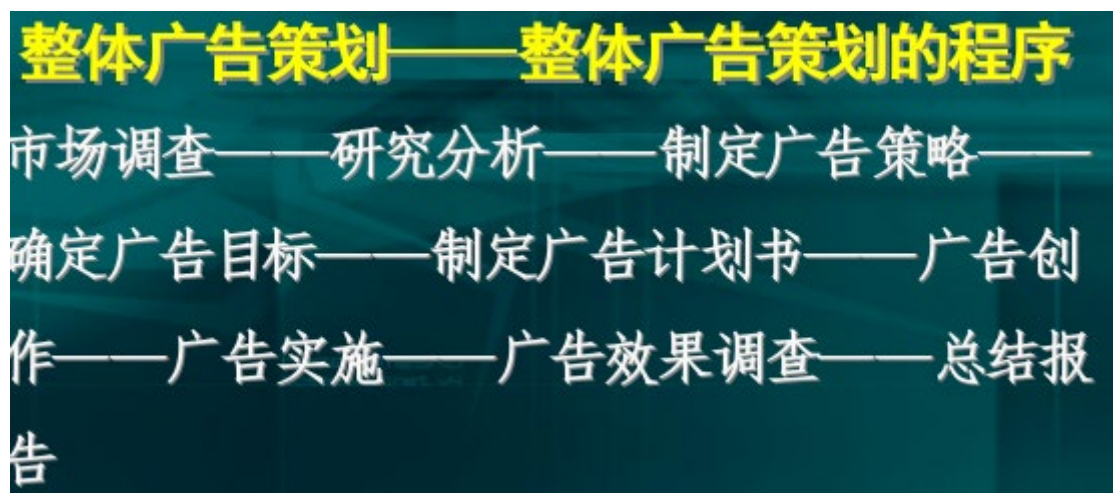 整体广告策划——整体广告策划的程序
市场调查——研究分析——制定广告策略——
确定广告目标——制定广告计划书——广告创
作——广告实施——广告效果调查——总结报
告